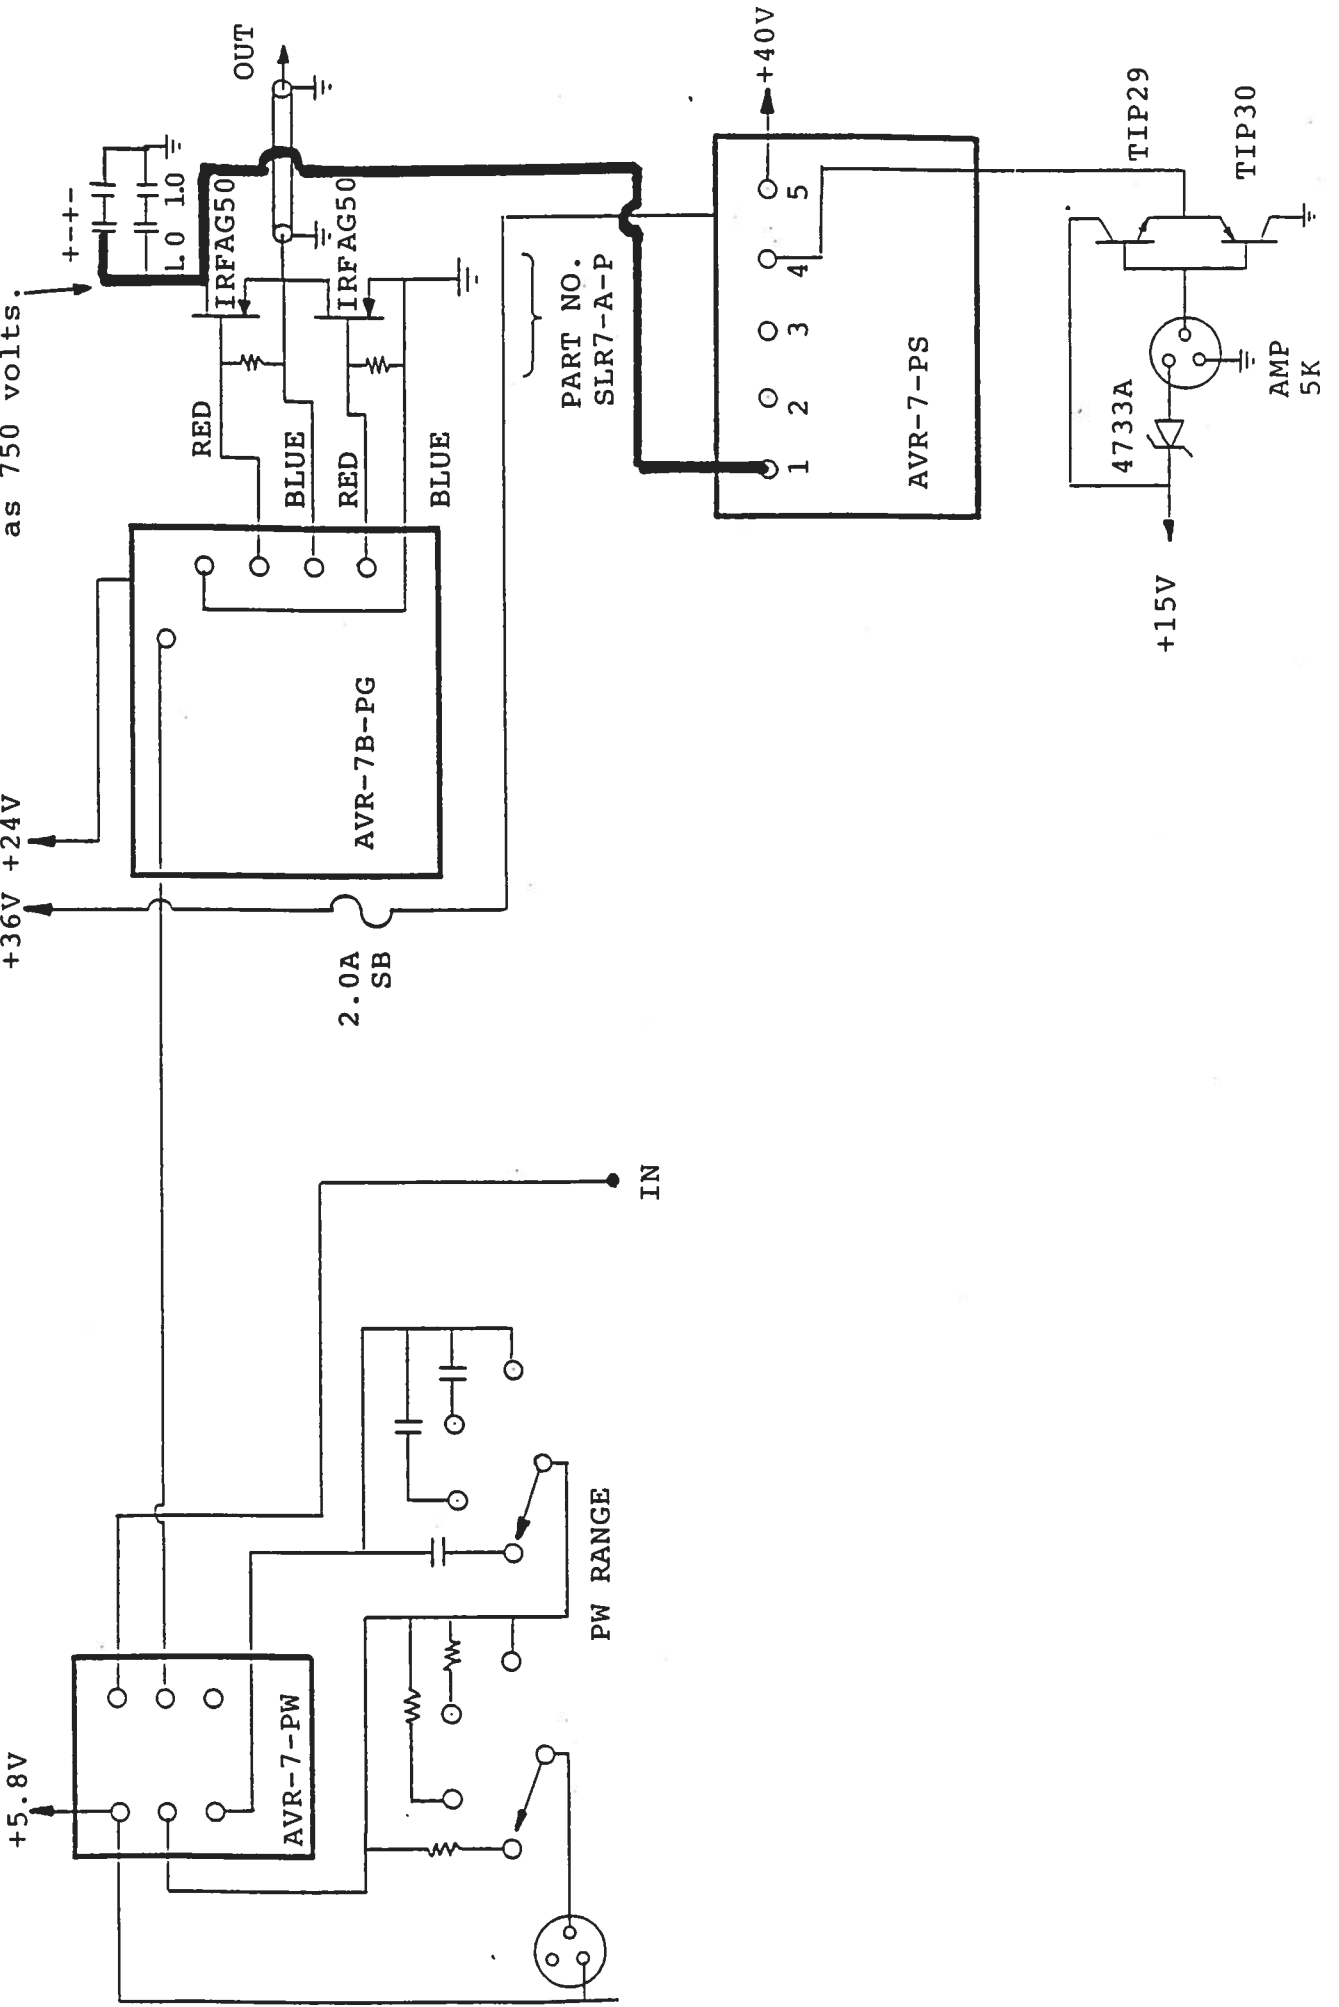 as 750 volts.
+-+-
1.0 1.0
OUT
IRFAG50
IRFAG50
RED
BLUE
RED
BLUE
PART NO.
SLR7-A-P
+24V
+36V
AVR-7B-PG
2.0A
SB
+40V
1 2 3 4 5
AVR-7-PS
TIP29
TIP30
4733A
AMP
5K
+15V
IN
+5.8V
AVR-7-PW
PW RANGE